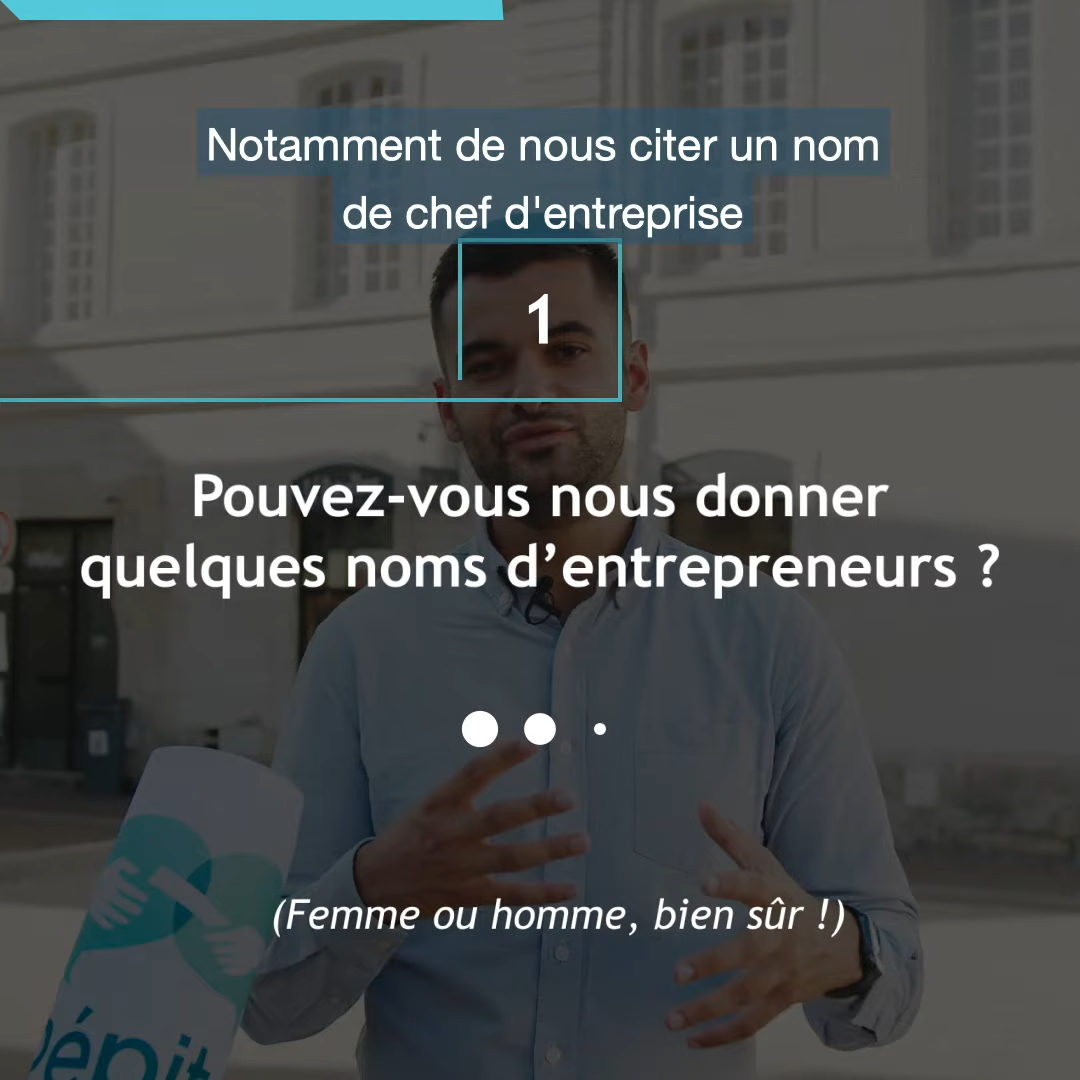 Notamment de nous citer un nom
de chef d'entreprise
1
Pouvez-vous nous donner
quelques noms d’entrepreneurs ?
(Femme ou homme, bien sûr !)
épit